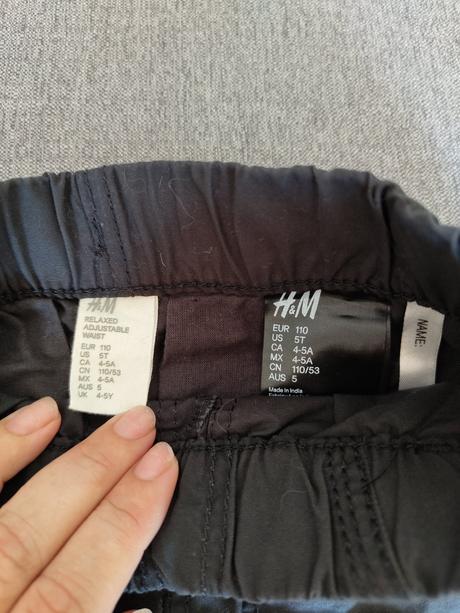 H&M
RELAXED
ADJUSTABLE
WAIST
EUR 110
US 5T
CA 4-5A
MX 4-5A
CN 110/53
AUS 5
UK 4-5Y
H&M
EUR 110
US 5T
CA 4-5A
MX 4-5A
CN 110/53
AUS 5
Made in India
NAME: